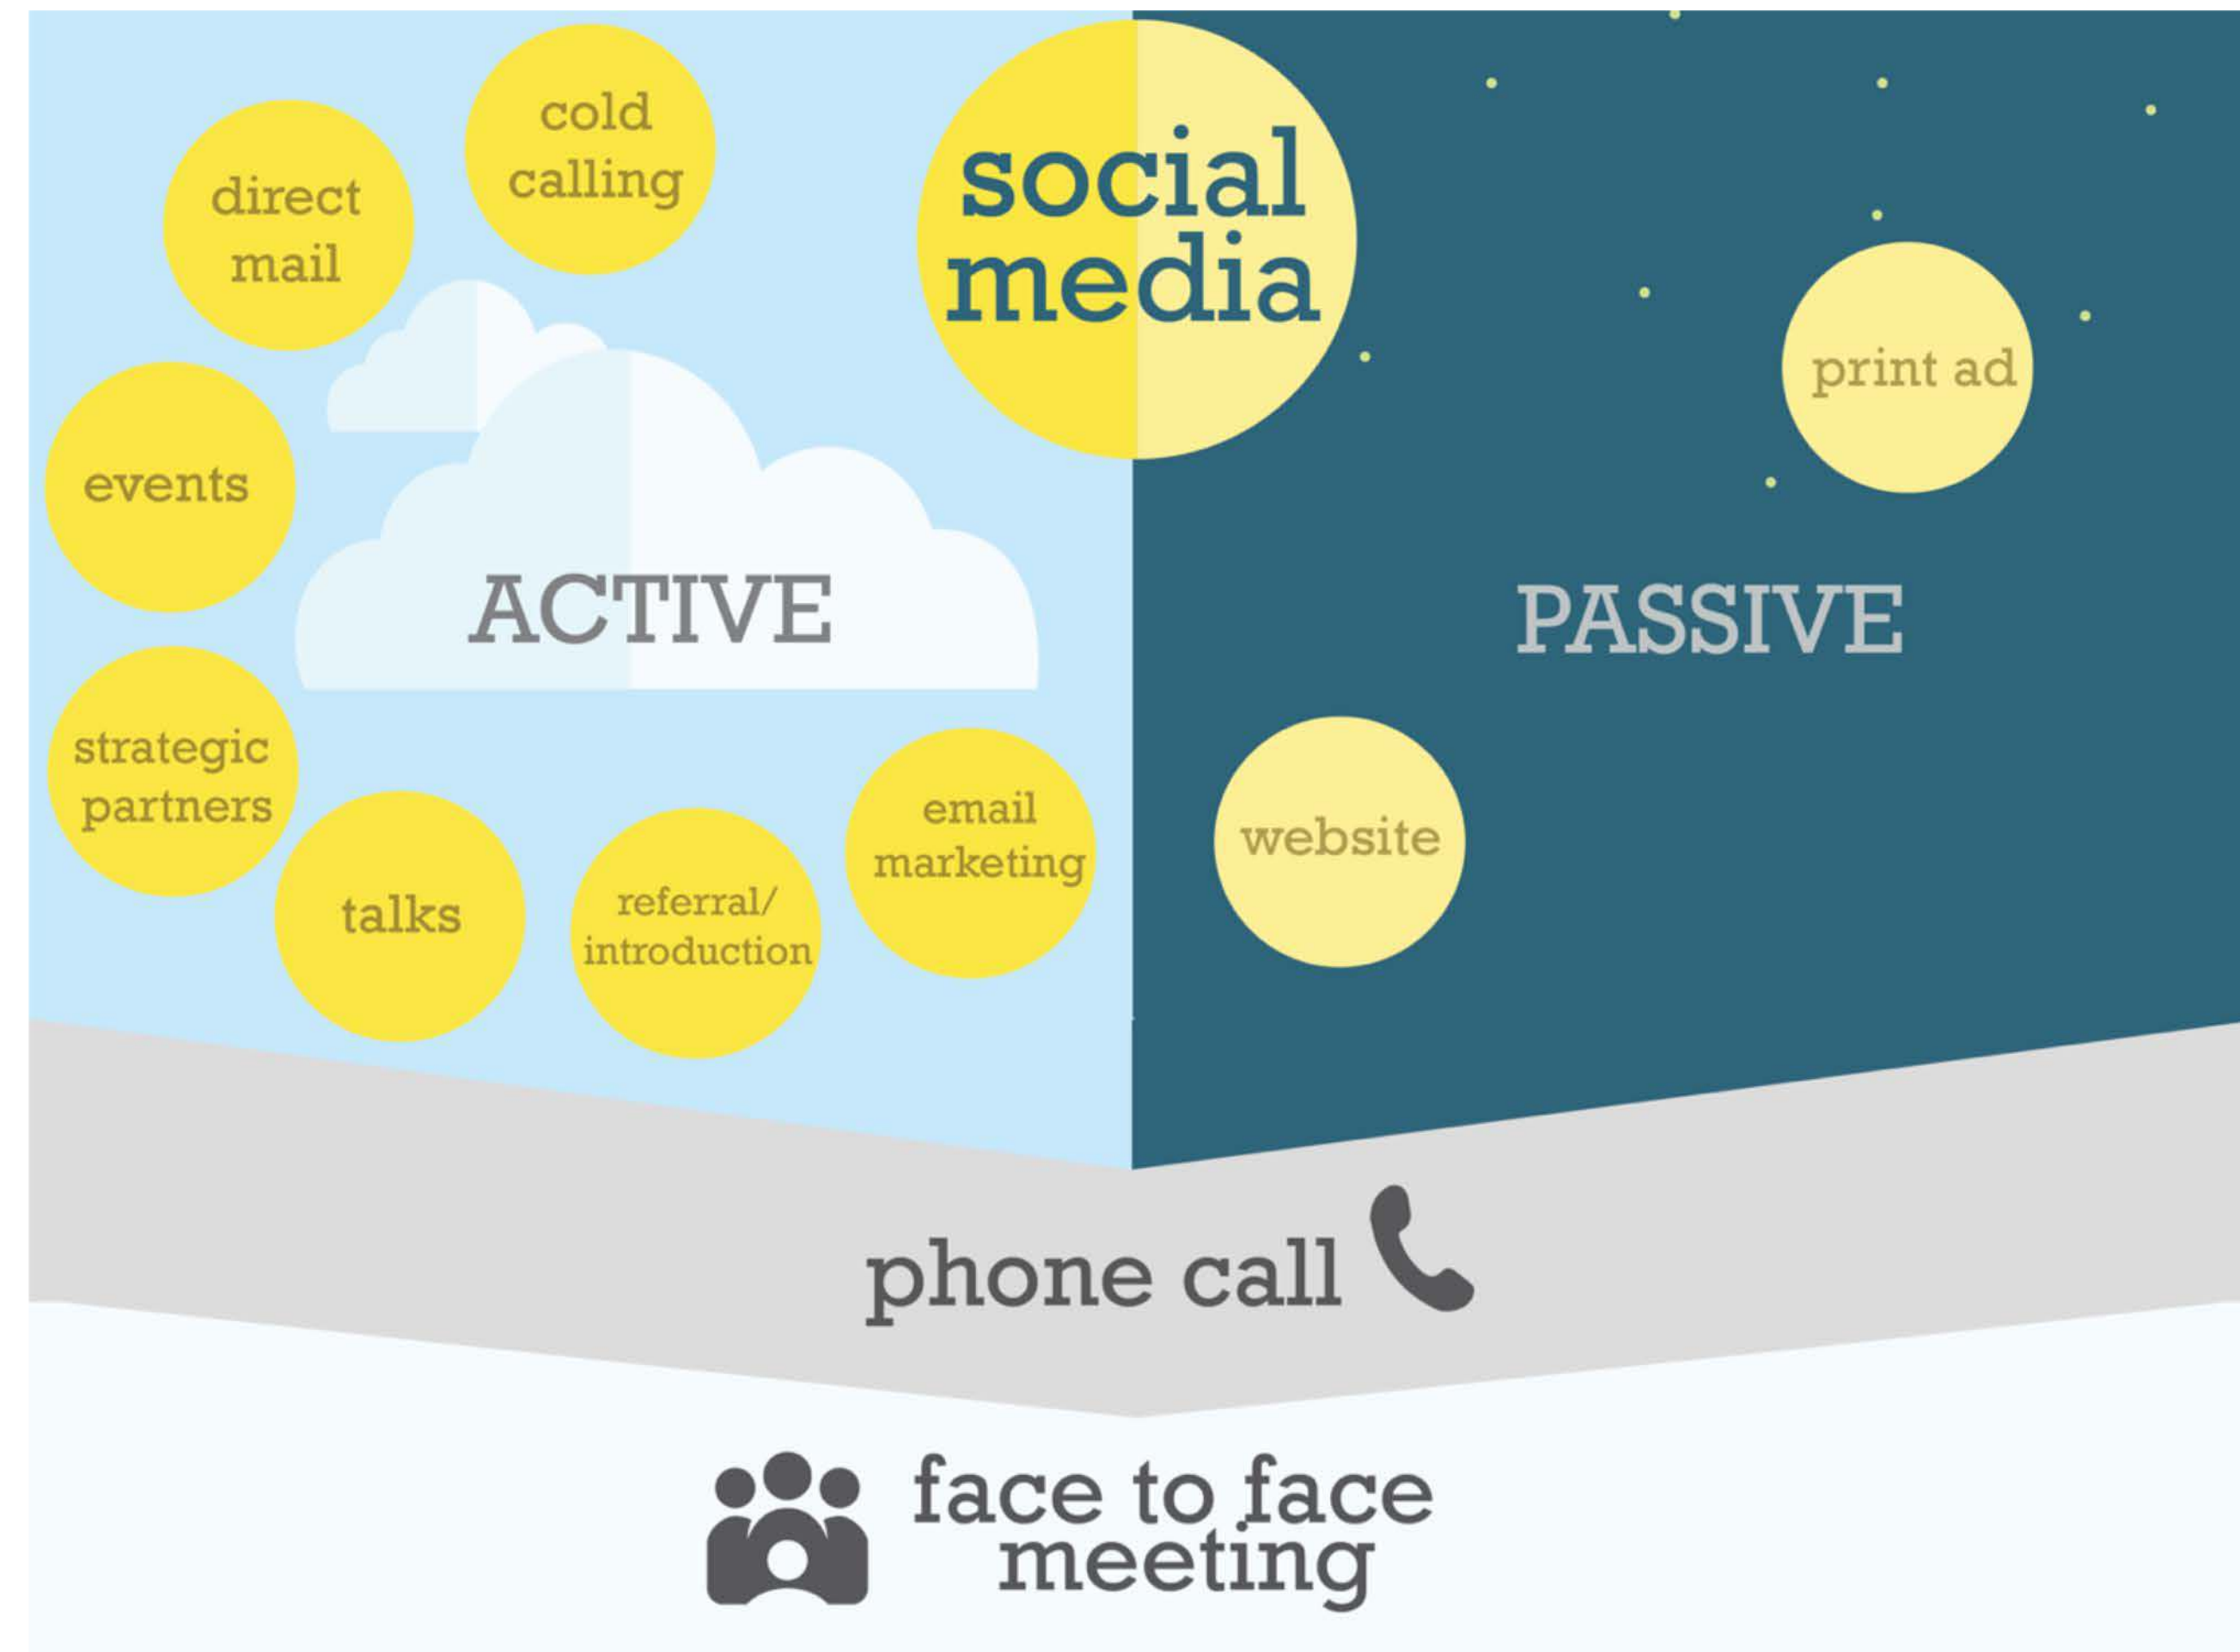 cold
calling
direct
mail
social
media
print ad
events
ACTIVE
PASSIVE
strategic
partners
talks
referral/
introduction
email
marketing
website
phone call
face to face
meeting